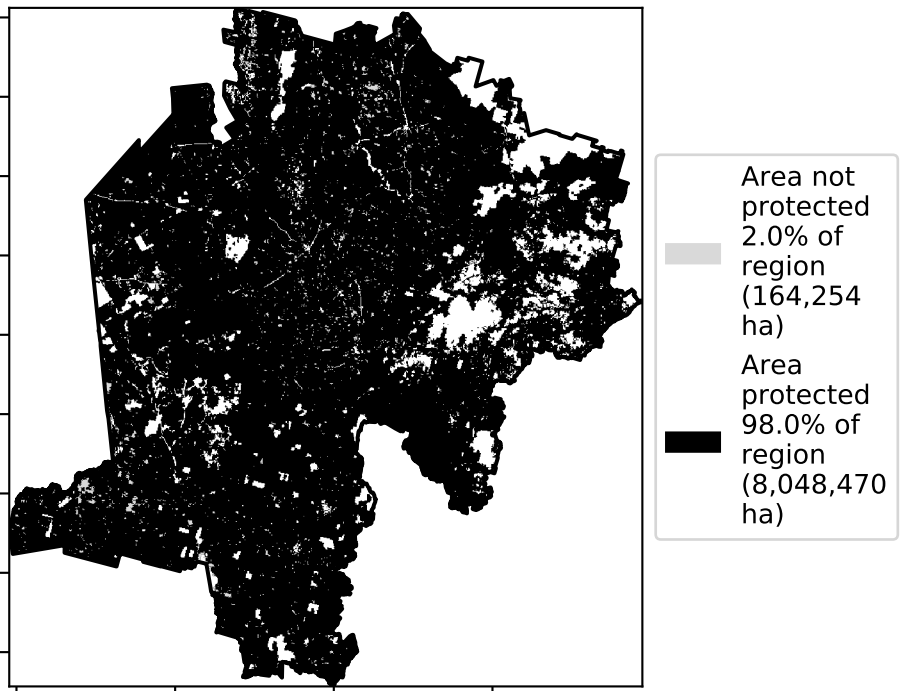 Area not
protected
2.0% of
region
(164,254
ha)
Area
protected
98.0% of
region
(8,048,470
ha)